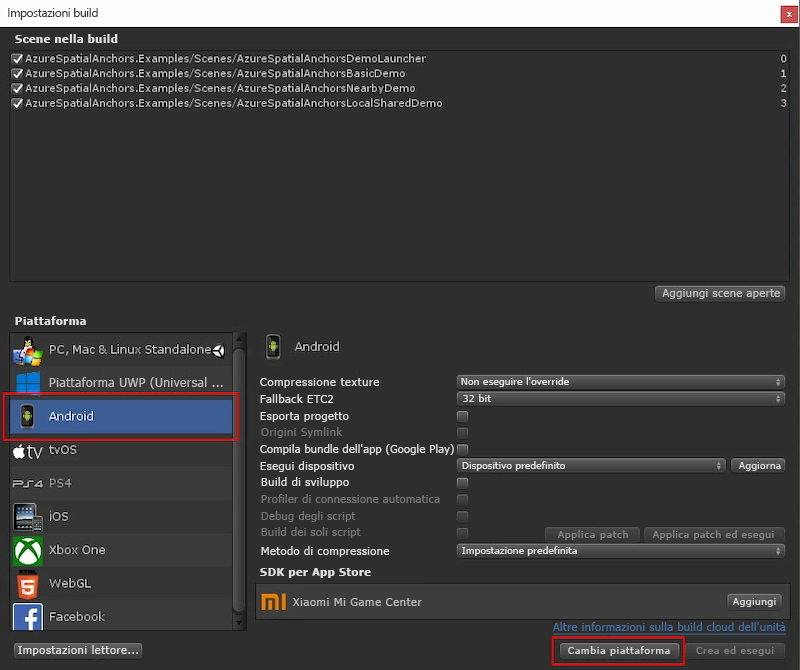 Impostazioni build
x
Scene nella build
AzureSpatialAnchors.Examples/Scenes/AzureSpatialAnchorsDemoLauncher 0
AzureSpatialAnchors.Examples/Scenes/AzureSpatialAnchorsBasicDemo 1
AzureSpatialAnchors.Examples/Scenes/AzureSpatialAnchorsNearbyDemo 2
AzureSpatialAnchors.Examples/Scenes/AzureSpatialAnchorsLocalSharedDemo 3
Aggiungi scene aperte
Piattaforma
PC, Mac & Linux Standalone
Piattaforma UWP (Universal ...
Android
tv tvOS
PS4 PS4
iOS
Xbox One
HTML 5 WebGL
f Facebook
Impostazioni lettore...
Android
Compressione texture Non eseguire l'override
Fallback ETC2 32 bit
Esporta progetto
Origini Symlink
Compila bundle dell'app (Google Play)
Esegui dispositivo Dispositivo predefinito Aggiorna
Build di sviluppo
Profiler di connessione automatica
Debug degli script
Build dei soli script Applica patch Applica patch ed esegui
Metodo di compressione Impostazione predefinita
SDK per App Store
mi Xiaomi Mi Game Center Aggiungi
Altre informazioni sulla build cloud dell'unità
Cambia piattaforma Crea ed esegui